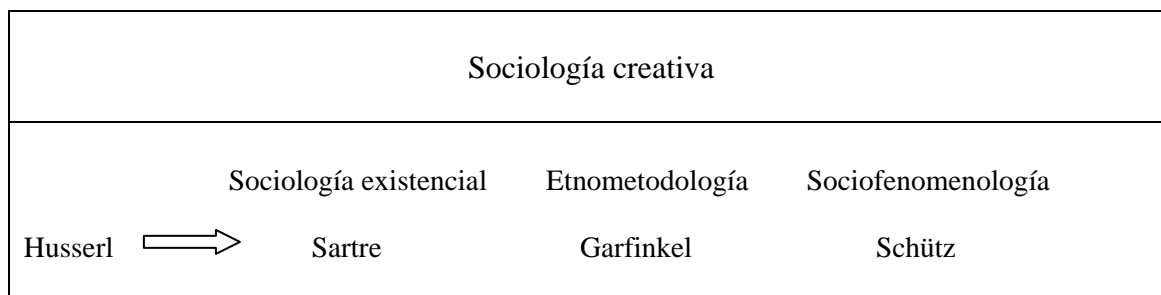 Sociología creativa
Sociología existencial Etnometodología Sociofenomenología
Husserl Sartre Garfinkel Schütz